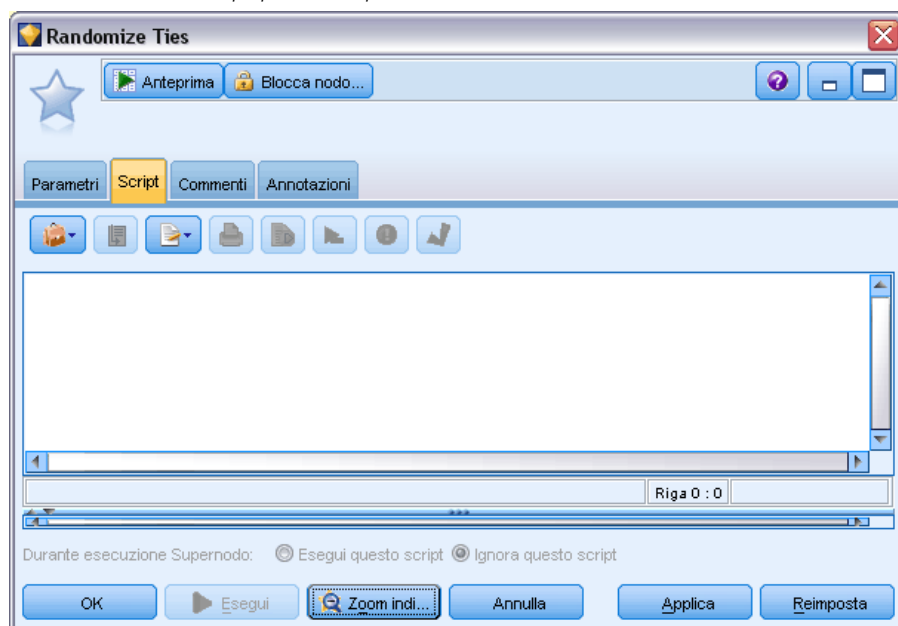 Randomize Ties
Anteprima Blocca nodo...
Parametri Script Commenti Annotazioni
Riga 0 : 0
Durante esecuzione Supernodo: Esegui questo script Ignora questo script
OK Esegui Zoom indi... Annulla Applica Reimposta